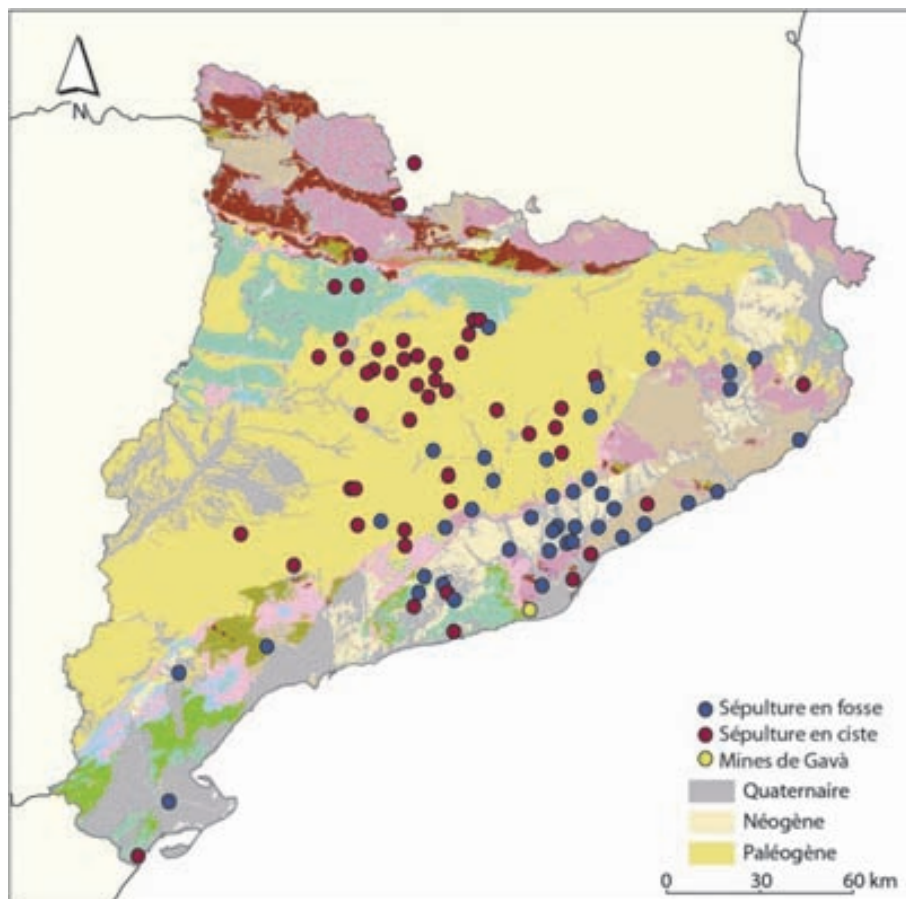 N
Sépulture en fosse
Sépulture en ciste
Mines de Gavà
Quaternaire
Néogène
Paléogène
0 30 60 km